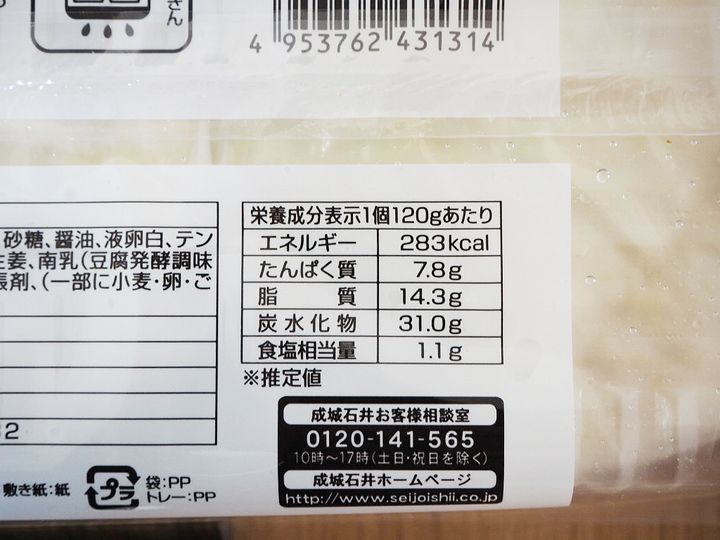 きん
4 953762 431314
砂糖、醤油、液卵白、テン
生姜、南乳(豆腐発酵調味
張剤、(一部に小麦・卵・ご
2
栄養成分表示1個120gあたり
エネルギー 283kcal
たんぱく質 7.8g
脂質 14.3g
炭水化物 31.0g
食塩相当量 1.1g
※推定値
成城石井お客様相談室
0120-141-565
10時〜17時(土日・祝日を除く)
成城石井ホームページ
http://www.seijoishii.co.jp
敷き紙:紙
プラ
袋:PP
トレー:PP